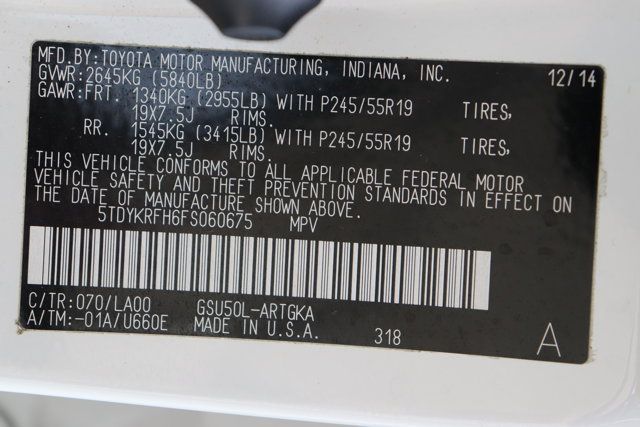 MFD.BY:TOYOTA MOTOR MANUFACTURING, INDIANA, INC. 12/14
GVWR:2645KG (5840LB)
GAWR:FRT. 1340KG (2955LB) WITH P245/55R19 TIRES,
19X7.5J RIMS.
RR. 1545KG (3415LB) WITH P245/55R19 TIRES,
19X7.5J RIMS.
THIS VEHICLE CONFORMS TO ALL APPLICABLE FEDERAL MOTOR
VEHICLE SAFETY AND THEFT PREVENTION STANDARDS IN EFFECT ON
THE DATE OF MANUFACTURE SHOWN ABOVE.
5TDYKRFH6FS060675 MPV
C/TR:070/LA00 GSU50L-ARTGKA
A/TM:-01A/U660E MADE IN U.S.A. 318 A